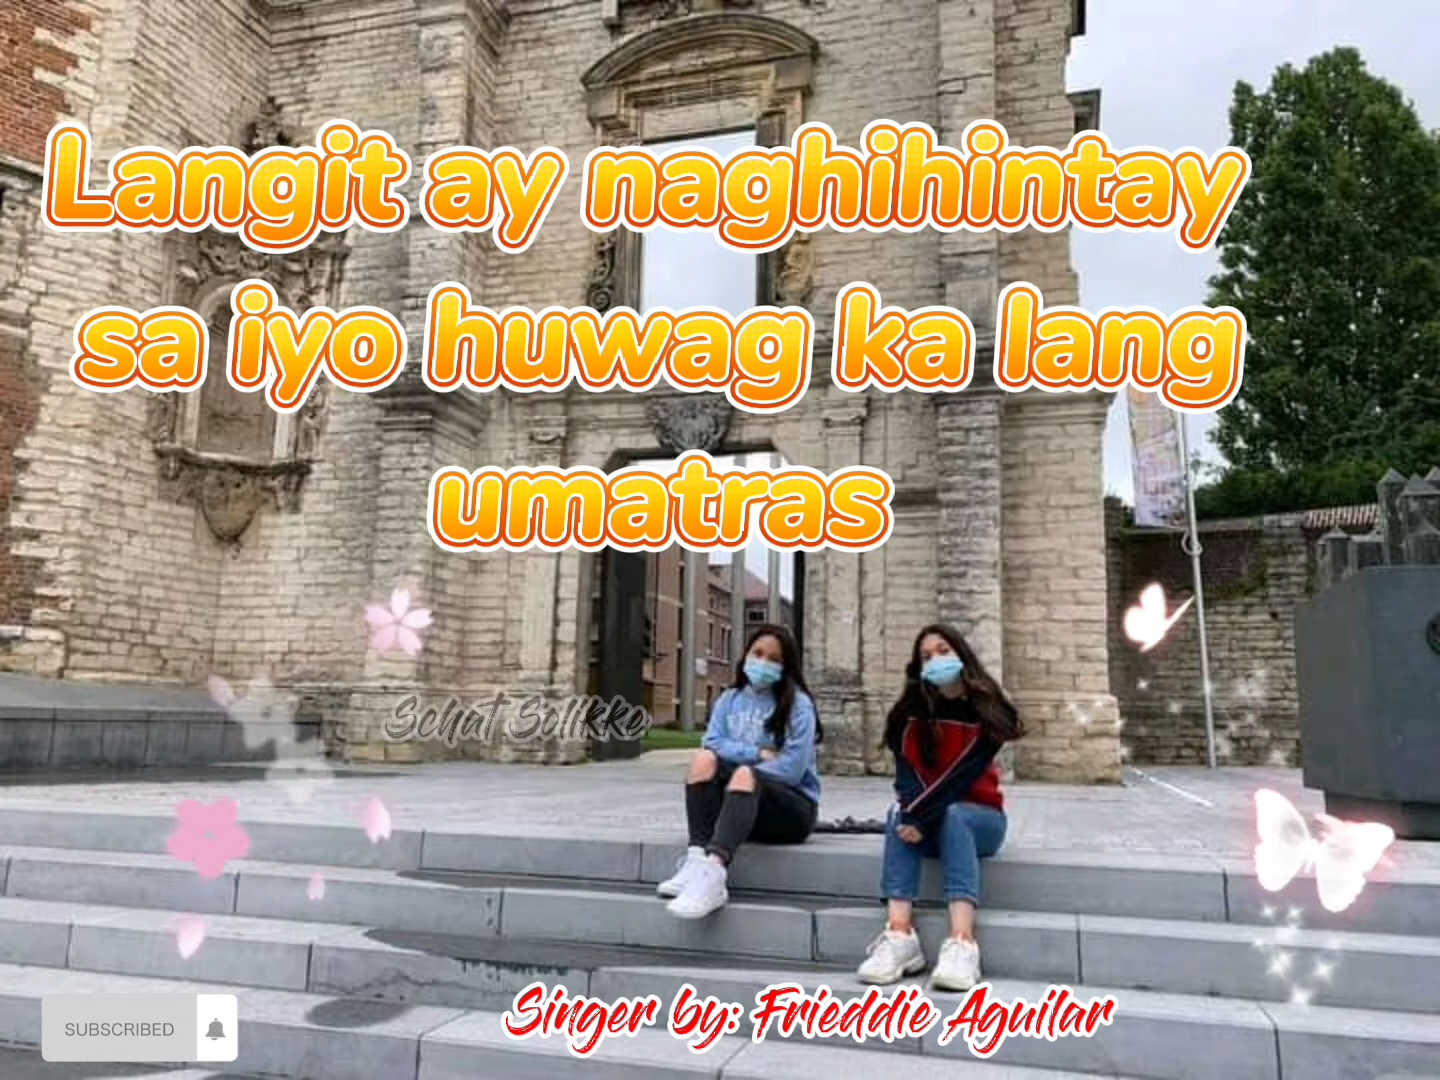 Langit ay naghihintay
sa iyo huwag ka lang
umatras
Schat Solikke
SUBSCRIBED
Singer by: Frieddie Aguilar